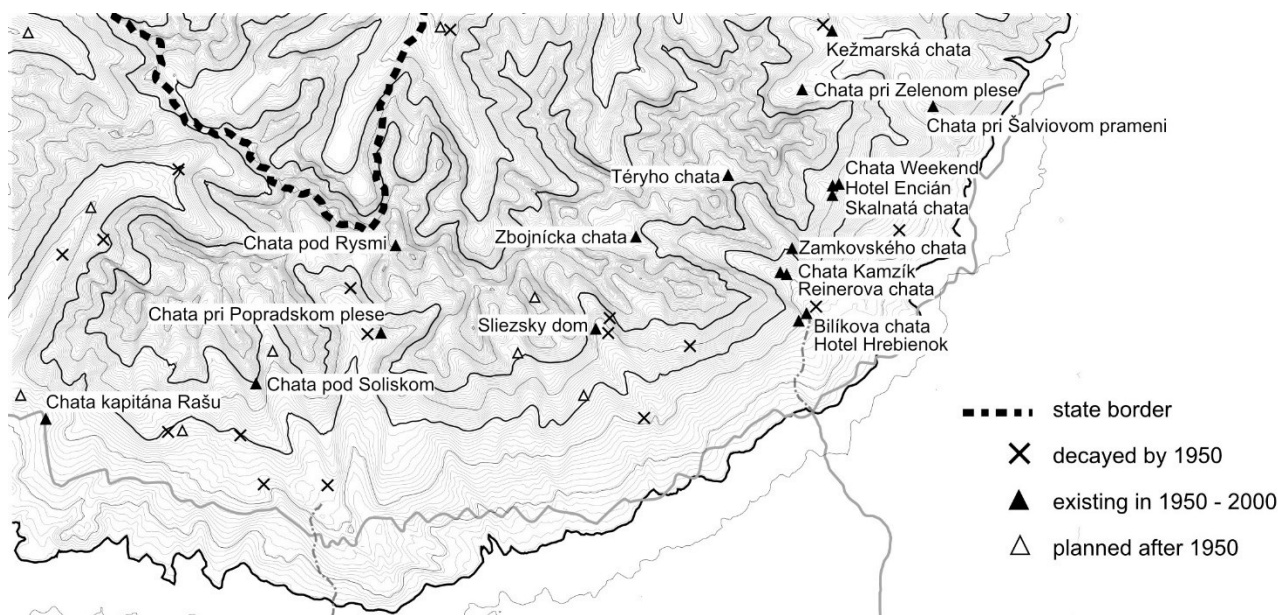 Kežmarská chata
Chata pri Zelenom plese
Chata pri Šalviovom prameni
Chata Weekend
Téryho chata
Hotel Encián
Skalnatá chata
Chata pod Rysmi
Zbojnícka chata
Zamkovského chata
Chata Kamzík
Reinerova chata
Chata pri Popradskom plese
Sliezsky dom
Bilíkova chata
Hotel Hrebienok
Chata pod Soliskom
Chata kapitána Rašu
state border
decayed by 1950
existing in 1950 - 2000
planned after 1950